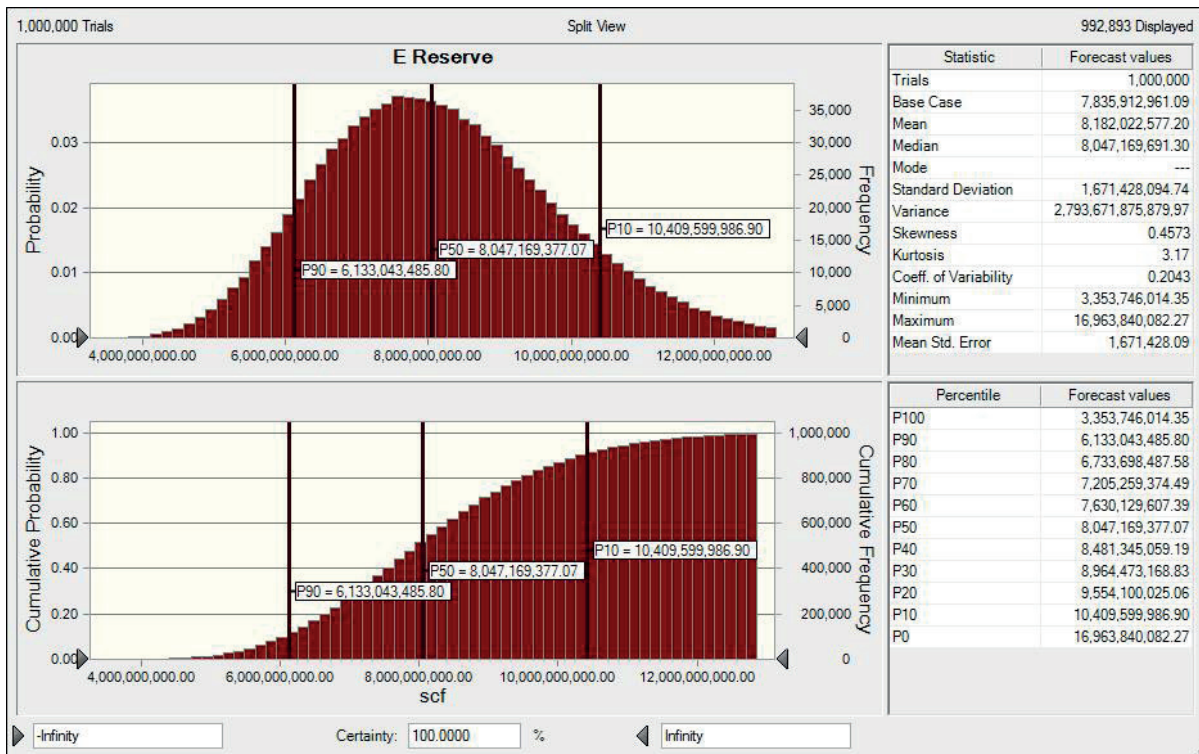 1,000,000 Trials Split View 992,893 Displayed
E Reserve
Probability
0.03
0.02
0.01
0.00
Frequency
35,000
30,000
25,000
20,000
15,000
10,000
5,000
0
P10 = 10,409,599,986.90
P50 = 8,047,169,377.07
P90 = 6,133,043,485.80
4,000,000,000.00 6,000,000,000.00 8,000,000,000.00 10,000,000,000.00 12,000,000,000.00
Statistic Forecast values
Trials 1,000,000
Base Case 7,835,912,961.09
Mean 8,182,022,577.20
Median 8,047,169,691.30
Mode ---
Standard Deviation 1,671,428,094.74
Variance 2,793,671,875,879,97
Skewness 0.4573
Kurtosis 3.17
Coeff. of Variability 0.2043
Minimum 3,353,746,014.35
Maximum 16,963,840,082.27
Mean Std. Error 1,671,428.09
Cumulative Probability
1.00
0.80
0.60
0.40
0.20
0.00
Cumulative Frequency
1,000,000
800,000
600,000
400,000
200,000
0
P10 = 10,409,599,986.90
P50 = 8,047,169,377.07
P90 = 6,133,043,485.80
4,000,000,000.00 6,000,000,000.00 8,000,000,000.00 10,000,000,000.00 12,000,000,000.00
scf
Percentile Forecast values
P100 3,353,746,014.35
P90 6,133,043,485.80
P80 6,733,698,487.58
P70 7,205,259,374.49
P60 7,630,129,607.39
P50 8,047,169,377.07
P40 8,481,345,059.19
P30 8,964,473,168.83
P20 9,554,100,025.06
P10 10,409,599,986.90
P0 16,963,840,082.27
-Infinity Certainty: 100.0000 % Infinity